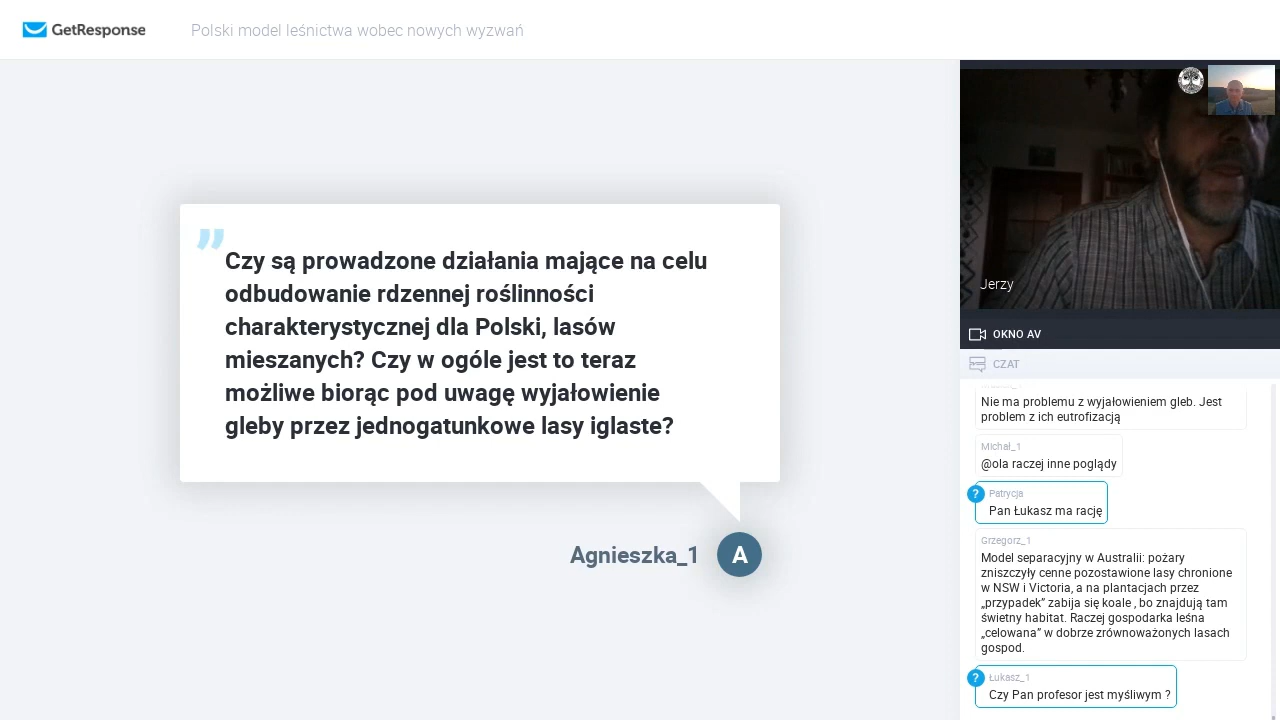 GetResponse
Polski model leśnictwa wobec nowych wyzwań
”
Czy są prowadzone działania mające na celu
odbudowanie rdzennej roślinności
charakterystycznej dla Polski, lasów
mieszanych? Czy w ogóle jest to teraz
możliwe biorąc pod uwagę wyjałowienie
gleby przez jednogatunkowe lasy iglaste?
Agnieszka_1
A
Jerzy
OKNO AV
CZAT
Nie ma problemu z wyjałowieniem gleb. Jest
problem z ich eutrofizacją
Michał_1
@ola raczej inne poglądy
?
Patrycja
Pan Łukasz ma rację
Grzegorz_1
Model separacyjny w Australii: pożary
zniszczyły cenne pozostawione lasy chronione
w NSW i Victoria, a na plantacjach przez
„przypadek” zabija się koale , bo znajdują tam
świetny habitat. Raczej gospodarka leśna
„celowana” w dobrze zrównoważonych lasach
gospod.
?
Łukasz_1
Czy Pan profesor jest myśliwym ?